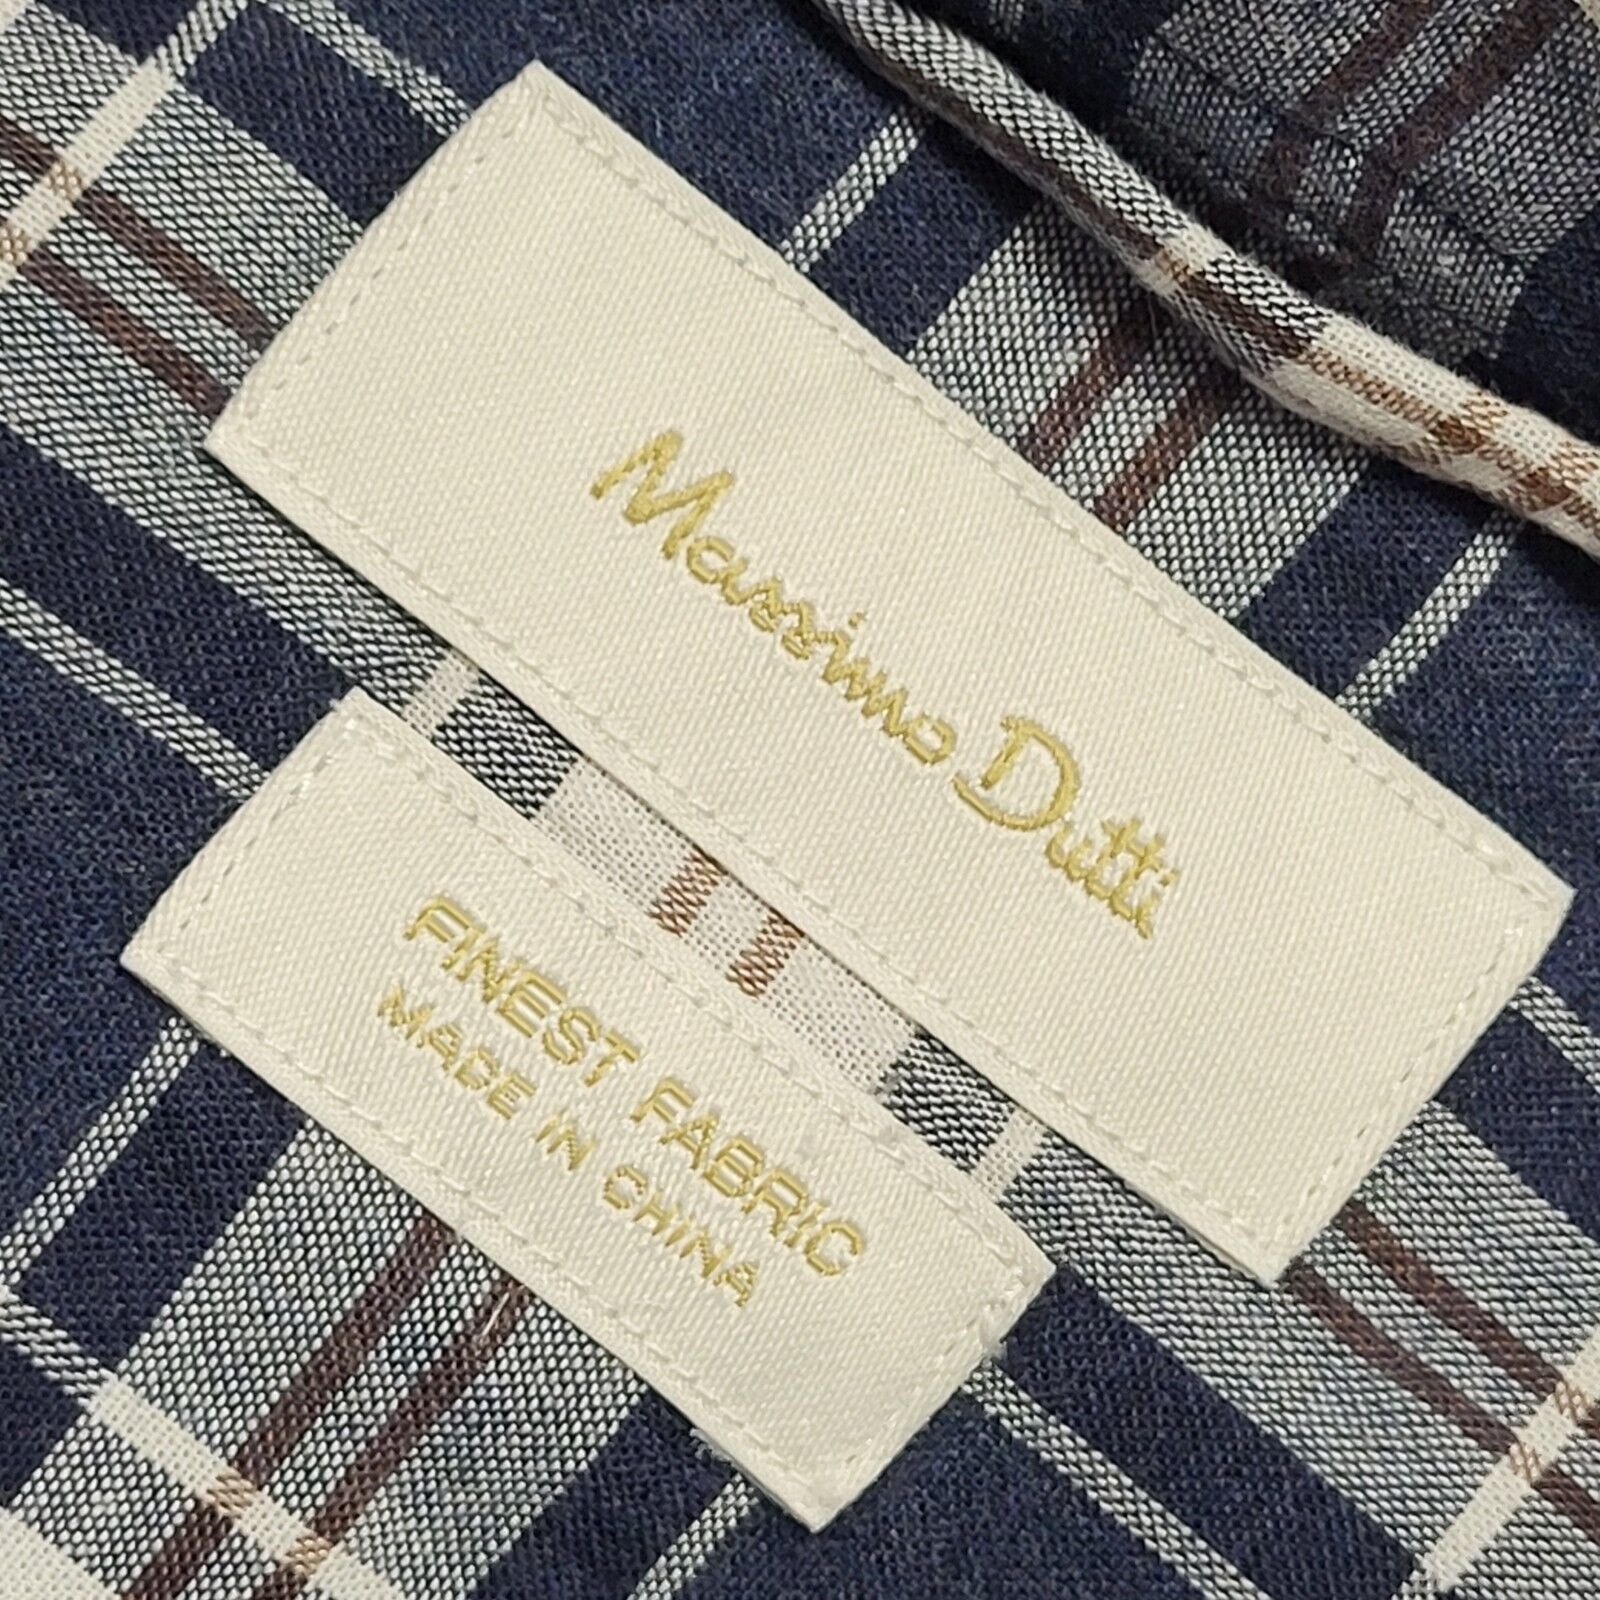 Massimo Dutti
FINEST FABRIC
MADE IN CHINA